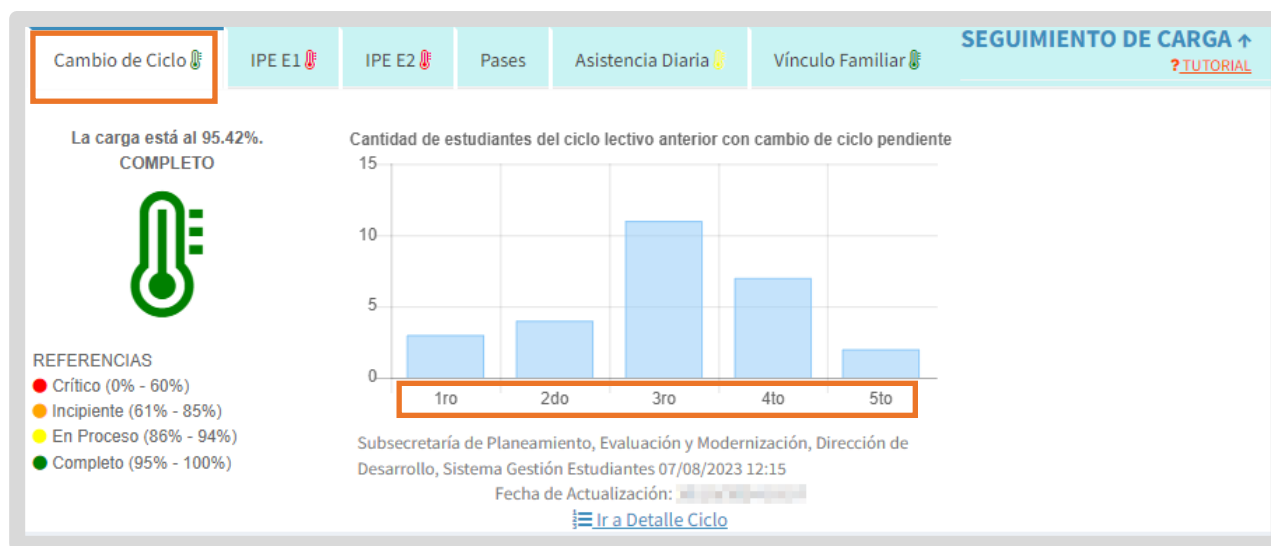 Cambio de Ciclo
IPE E1
IPE E2
Pases
Asistencia Diaria
Vínculo Familiar
SEGUIMIENTO DE CARGA ↑
? TUTORIAL
La carga está al 95.42%.
COMPLETO
REFERENCIAS
Crítico (0% - 60%)
Incipiente (61% - 85%)
En Proceso (86% - 94%)
Completo (95% - 100%)
Cantidad de estudiantes del ciclo lectivo anterior con cambio de ciclo pendiente
15
10
5
0
1ro 2do 3ro 4to 5to
Subsecretaría de Planeamiento, Evaluación y Modernización, Dirección de
Desarrollo, Sistema Gestión Estudiantes 07/08/2023 12:15
Fecha de Actualización:
Ir a Detalle Ciclo